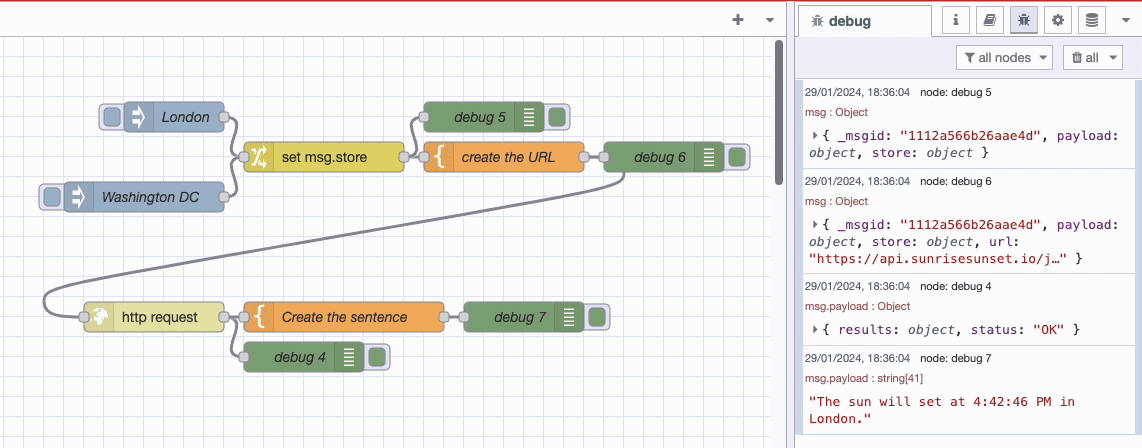 debug
i
all nodes
all
London
debug 5
set msg.store
create the URL
debug 6
Washington DC
http request
Create the sentence
debug 7
debug 4
29/01/2024, 18:36:04 node: debug 5
msg : Object
{ _msgid: "1112a566b26aae4d", payload:
object, store: object }
29/01/2024, 18:36:04 node: debug 6
msg : Object
{ _msgid: "1112a566b26aae4d", payload:
object, store: object, url:
"https://api.sunrisesunset.io/j…" }
29/01/2024, 18:36:04 node: debug 4
msg.payload : Object
{ results: object, status: "OK" }
29/01/2024, 18:36:04 node: debug 7
msg.payload : string[41]
"The sun will set at 4:42:46 PM in
London."